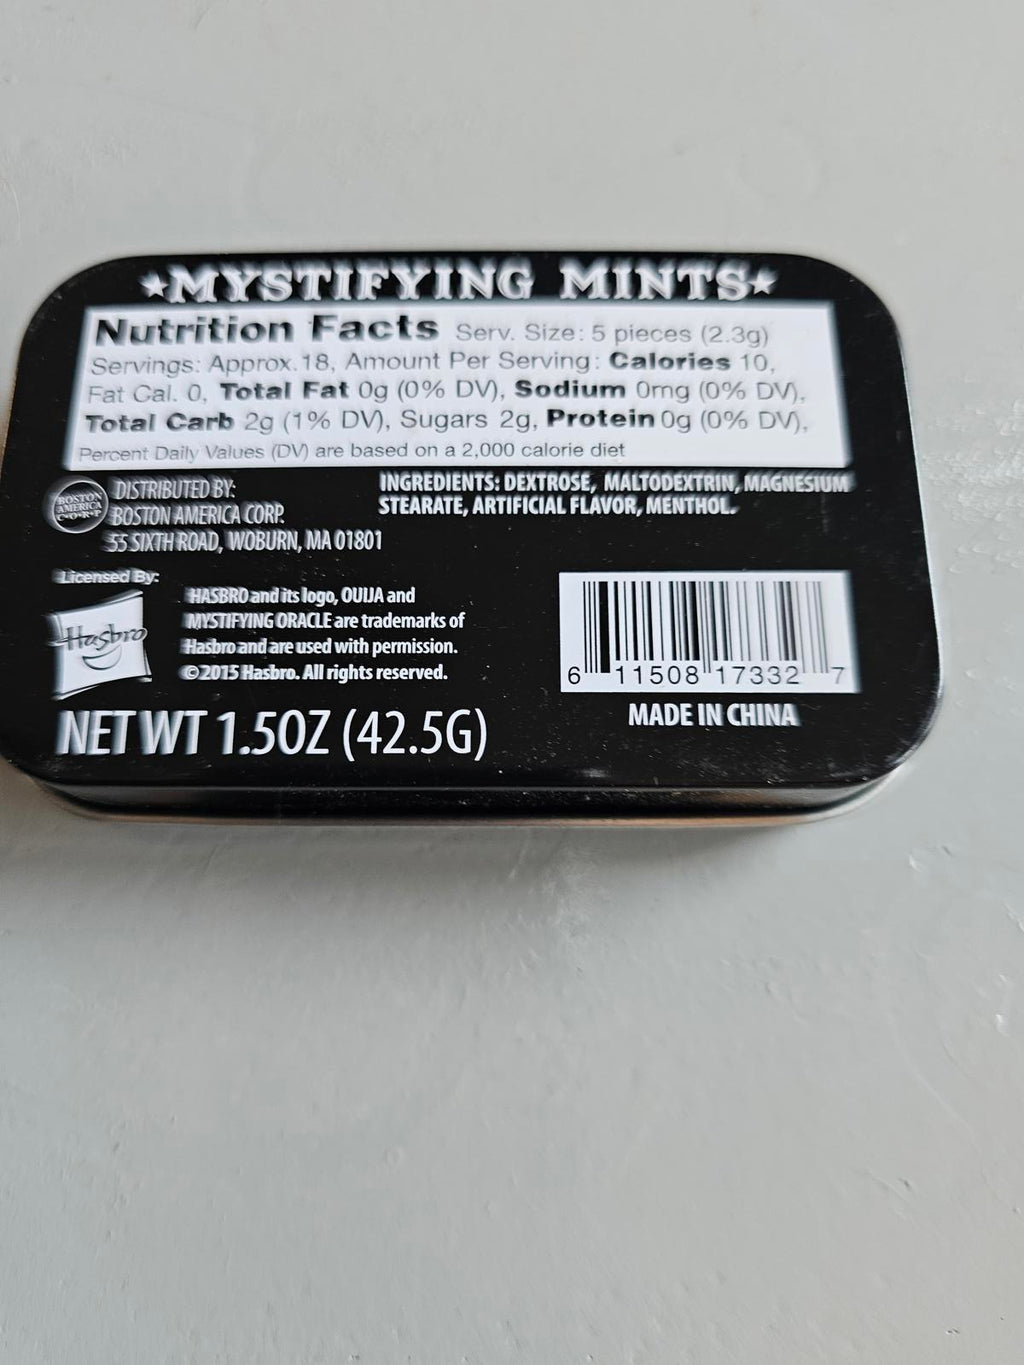 ★MYSTIFYING MINTS★
Nutrition Facts Serv. Size: 5 pieces (2.3g)
Servings: Approx. 18, Amount Per Serving: Calories 10,
Fat Cal. 0, Total Fat 0g (0% DV), Sodium 0mg (0% DV),
Total Carb 2g (1% DV), Sugars 2g, Protein 0g (0% DV),
Percent Daily Values (DV) are based on a 2,000 calorie diet
BOSTON
AMERICA
C•O•R•P
DISTRIBUTED BY:
BOSTON AMERICA CORP.
55 SIXTH ROAD, WOBURN, MA 01801
INGREDIENTS: DEXTROSE, MALTODEXTRIN, MAGNESIUM
STEARATE, ARTIFICIAL FLAVOR, MENTHOL.
Licensed By:
Hasbro
HASBRO and its logo, OUIJA and
MYSTIFYING ORACLE are trademarks of
Hasbro and are used with permission.
©2015 Hasbro. All rights reserved.
NET WT 1.5OZ (42.5G)
6 11508 17332 7
MADE IN CHINA